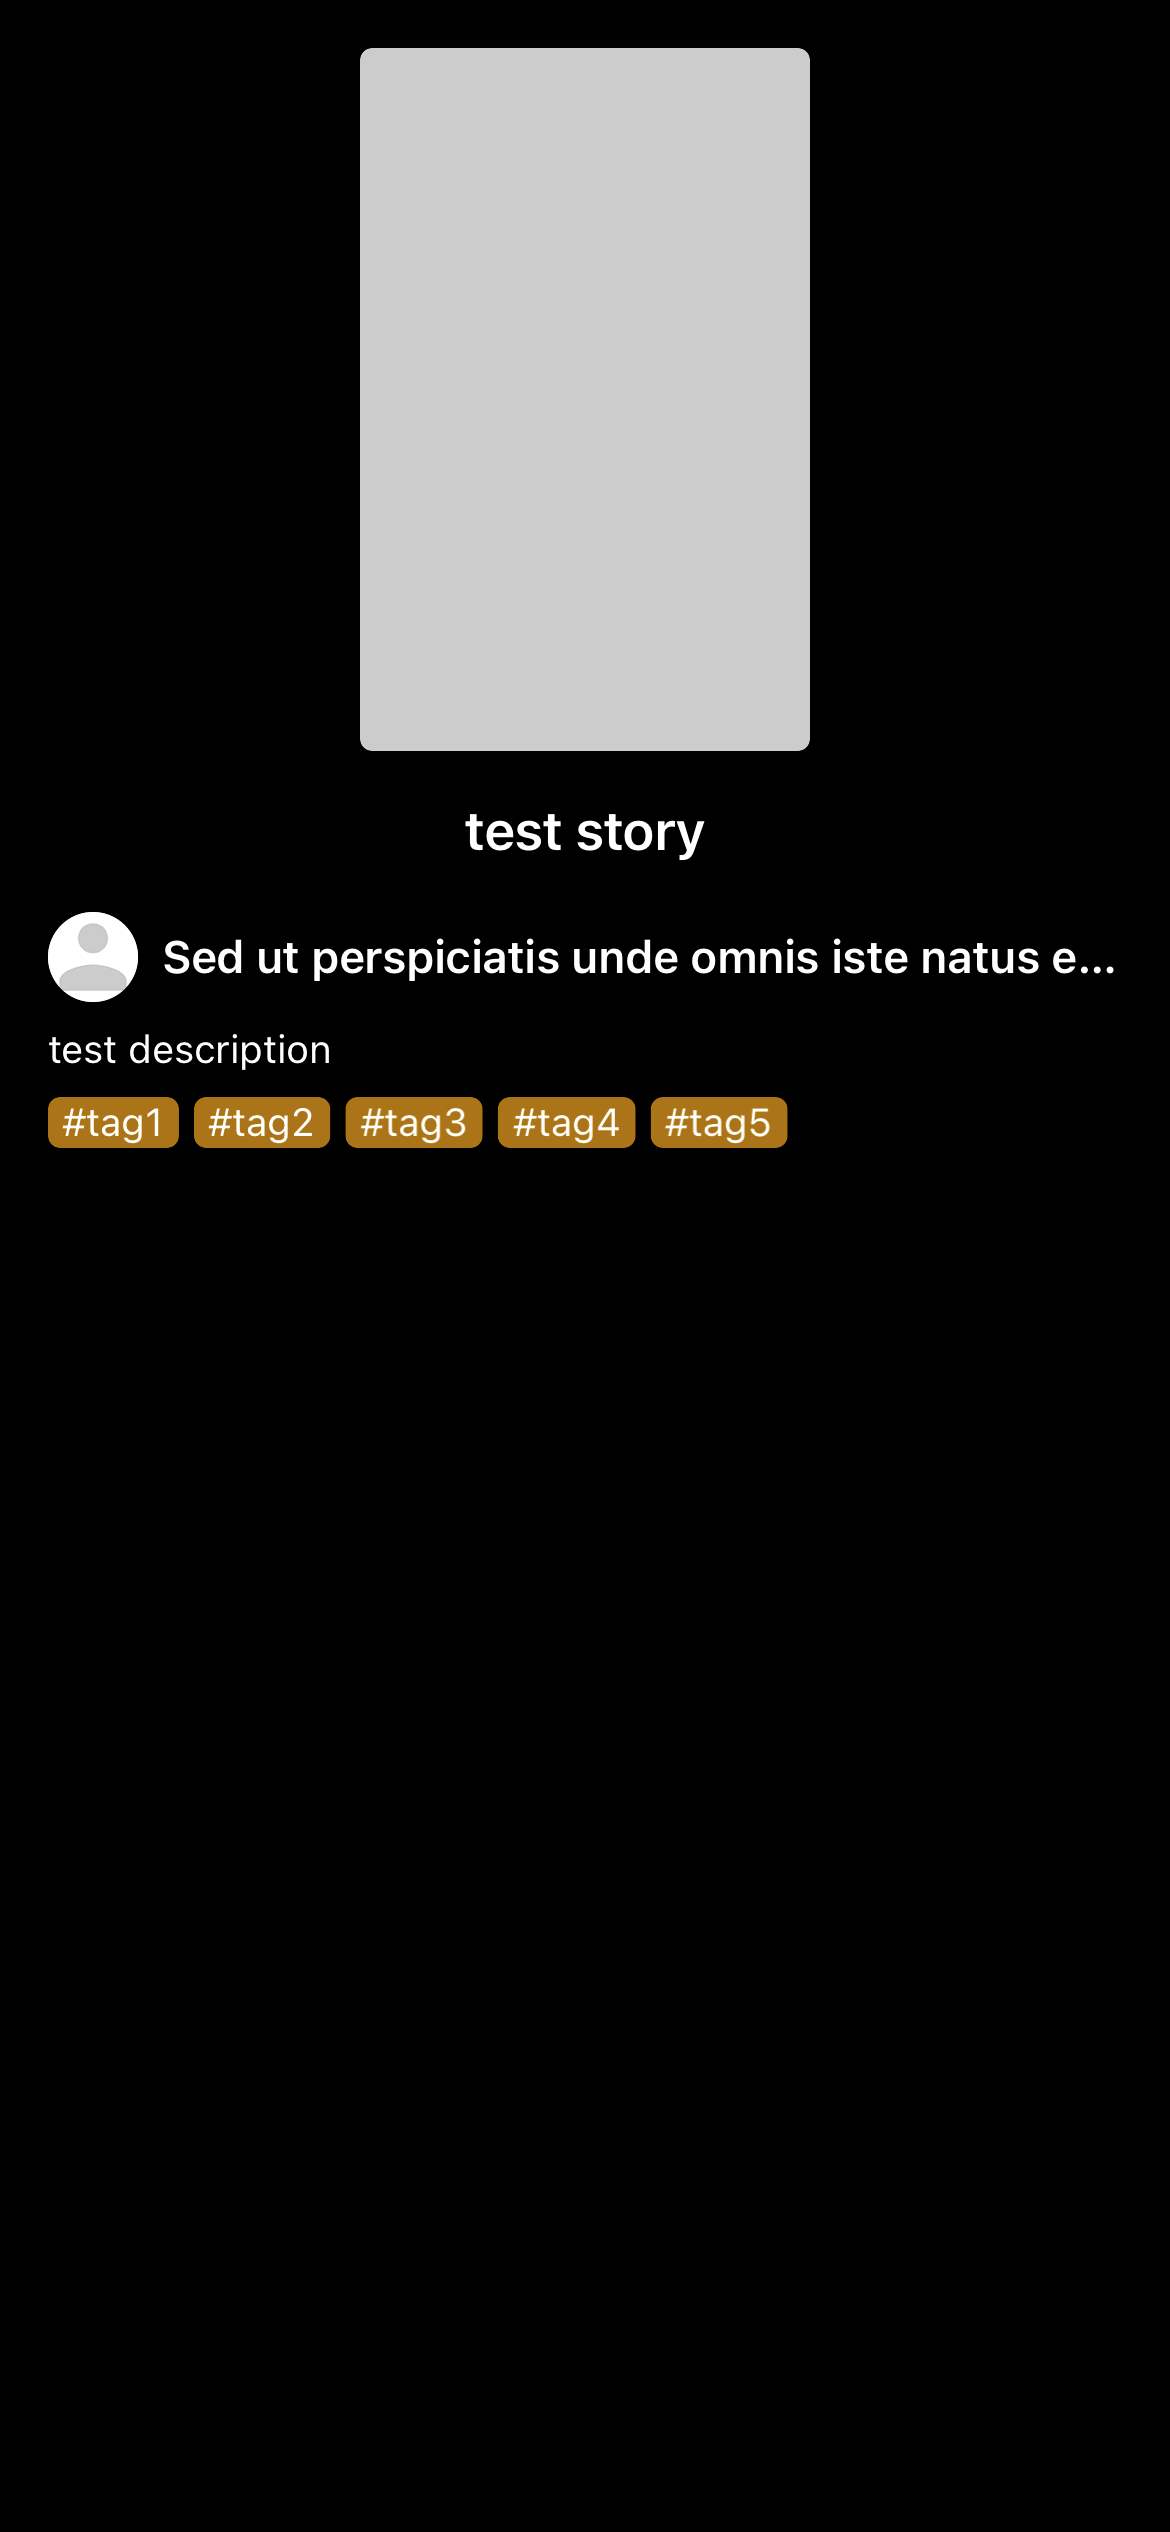 test story
Sed ut perspiciatis unde omnis iste natus e...
test description
#tag1 #tag2 #tag3 #tag4 #tag5